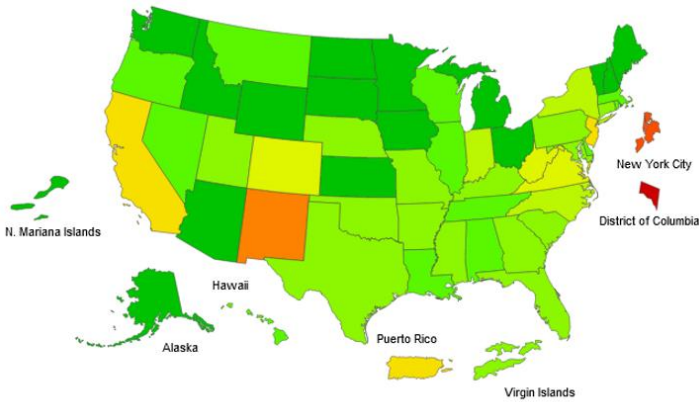 New York City
District of Columbia
N. Mariana Islands
Hawaii
Alaska
Puerto Rico
Virgin Islands